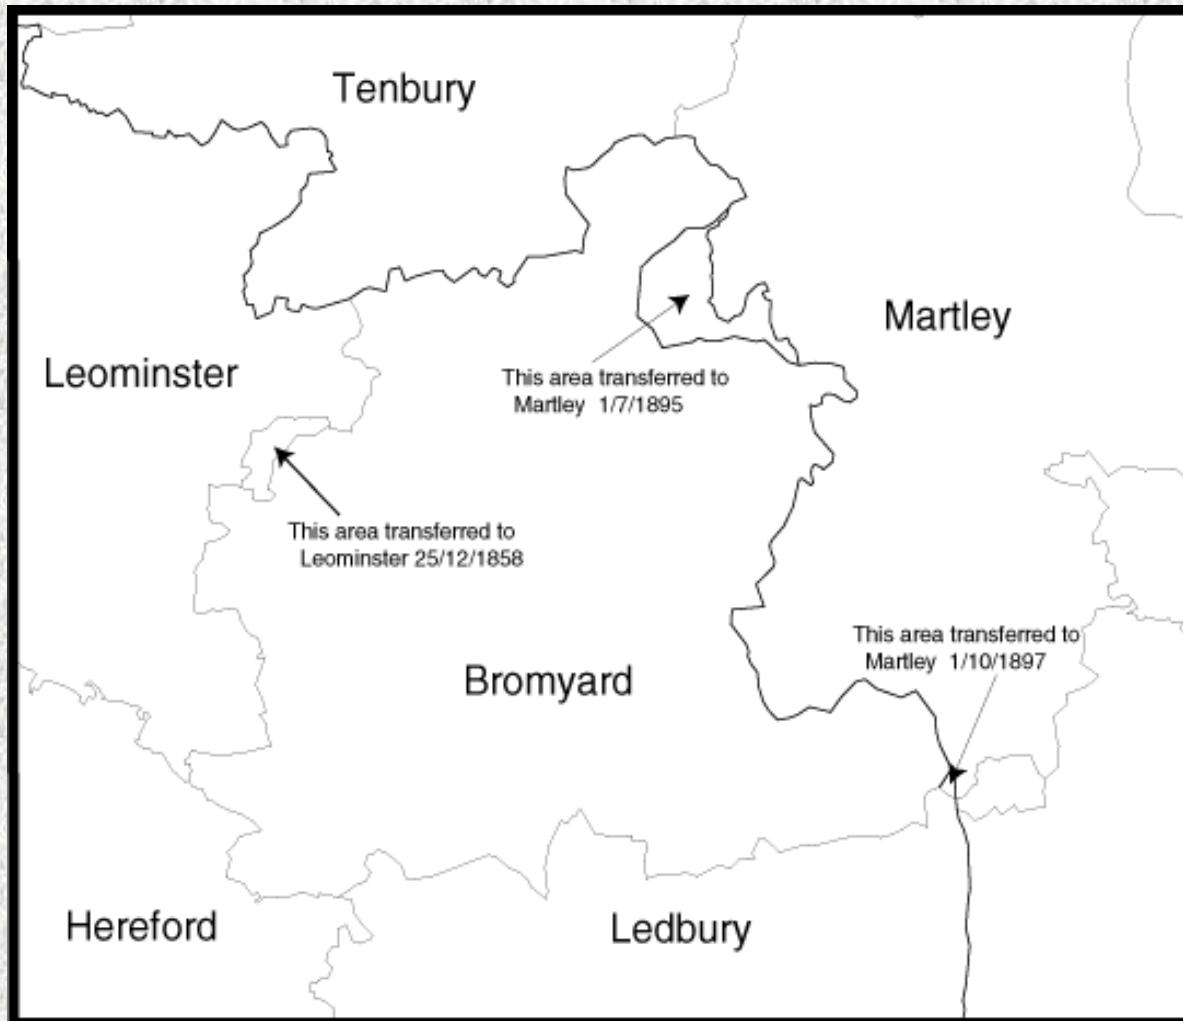 Tenbury
Martley
Leominster
This area transferred to
Martley 1/7/1895
This area transferred to
Leominster 25/12/1858
This area transferred to
Martley 1/10/1897
Bromyard
Hereford
Ledbury